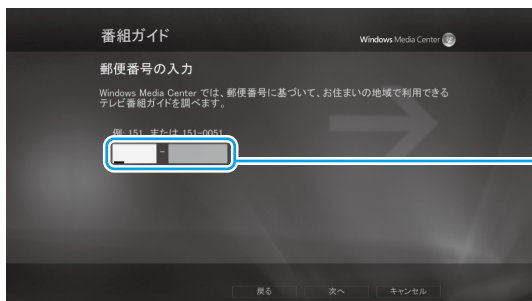 番組ガイド
Windows Media Center
郵便番号の入力
Windows Media Center では、郵便番号に基づいて、お住まいの地域で利用できる
テレビ番組ガイドを調べます。
例: 151 または 151-0051
-
戻る 次へ キャンセル